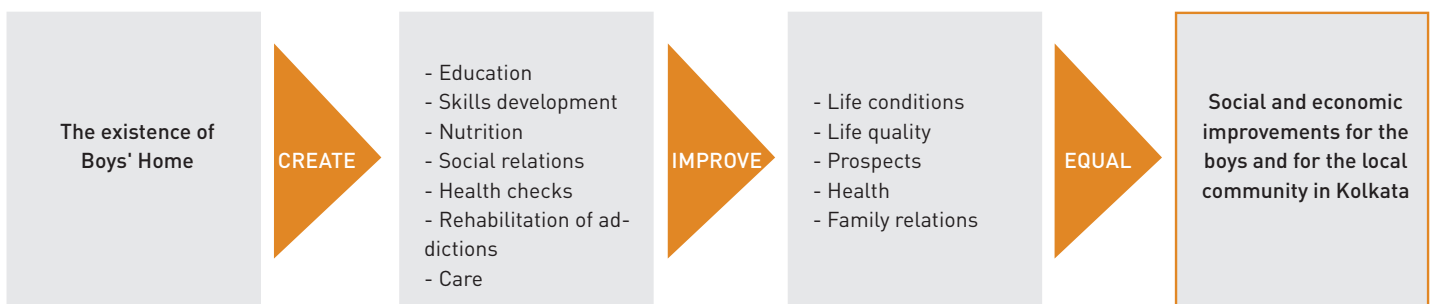 The existence of
Boys' Home
CREATE
- Education
- Skills development
- Nutrition
- Social relations
- Health checks
- Rehabilitation of ad-
dictions
- Care
IMPROVE
- Life conditions
- Life quality
- Prospects
- Health
- Family relations
EQUAL
Social and economic
improvements for the
boys and for the local
community in Kolkata